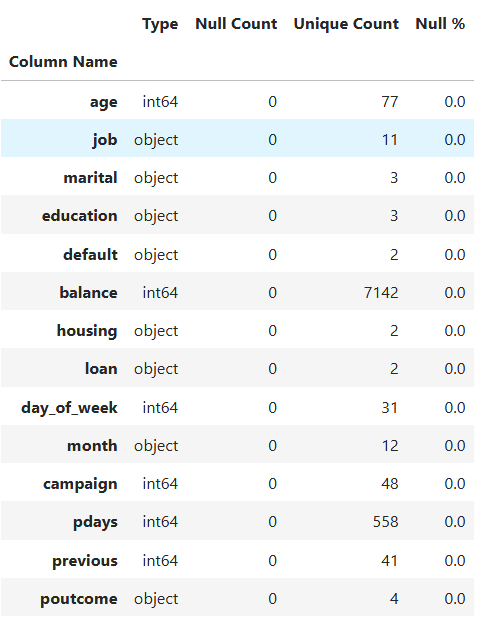 Type Null Count Unique Count Null %
Column Name
age int64 0 77 0.0
job object 0 11 0.0
marital object 0 3 0.0
education object 0 3 0.0
default object 0 2 0.0
balance int64 0 7142 0.0
housing object 0 2 0.0
loan object 0 2 0.0
day_of_week int64 0 31 0.0
month object 0 12 0.0
campaign int64 0 48 0.0
pdays int64 0 558 0.0
previous int64 0 41 0.0
poutcome object 0 4 0.0